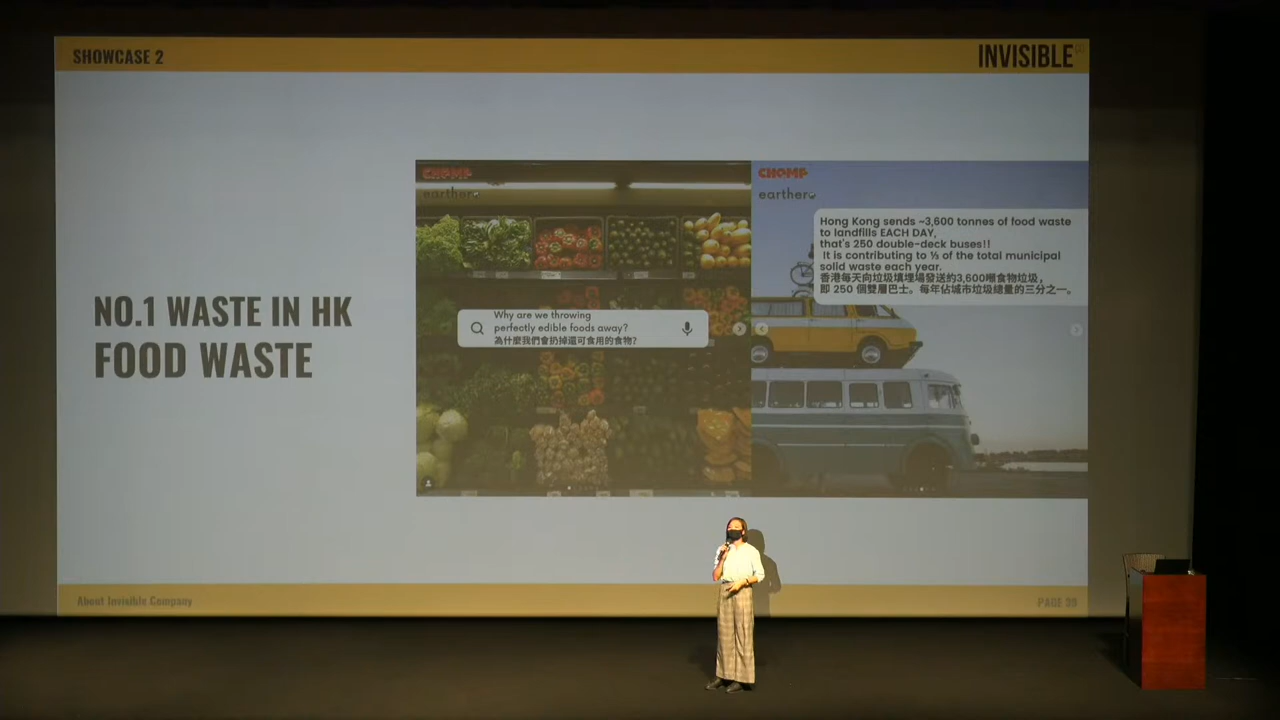 SHOWCASE 2
INVISIBLE
NO.1 WASTE IN HK
FOOD WASTE
CHOMP
earthero
Why are we throwing
perfectly edible foods away?
為什麼我們會扔掉還可食用的食物?
CHOMP
earthero
Hong Kong sends ~3,600 tonnes of food waste
to landfills EACH DAY,
that's 250 double-deck buses!!
It is contributing to ⅓ of the total municipal
solid waste each year.
香港每天向垃圾填埋場發送約3,600噸食物垃圾，
即 250 個雙層巴士。每年佔城市垃圾總量的三分之一。
About Invisible Company
PAGE 39